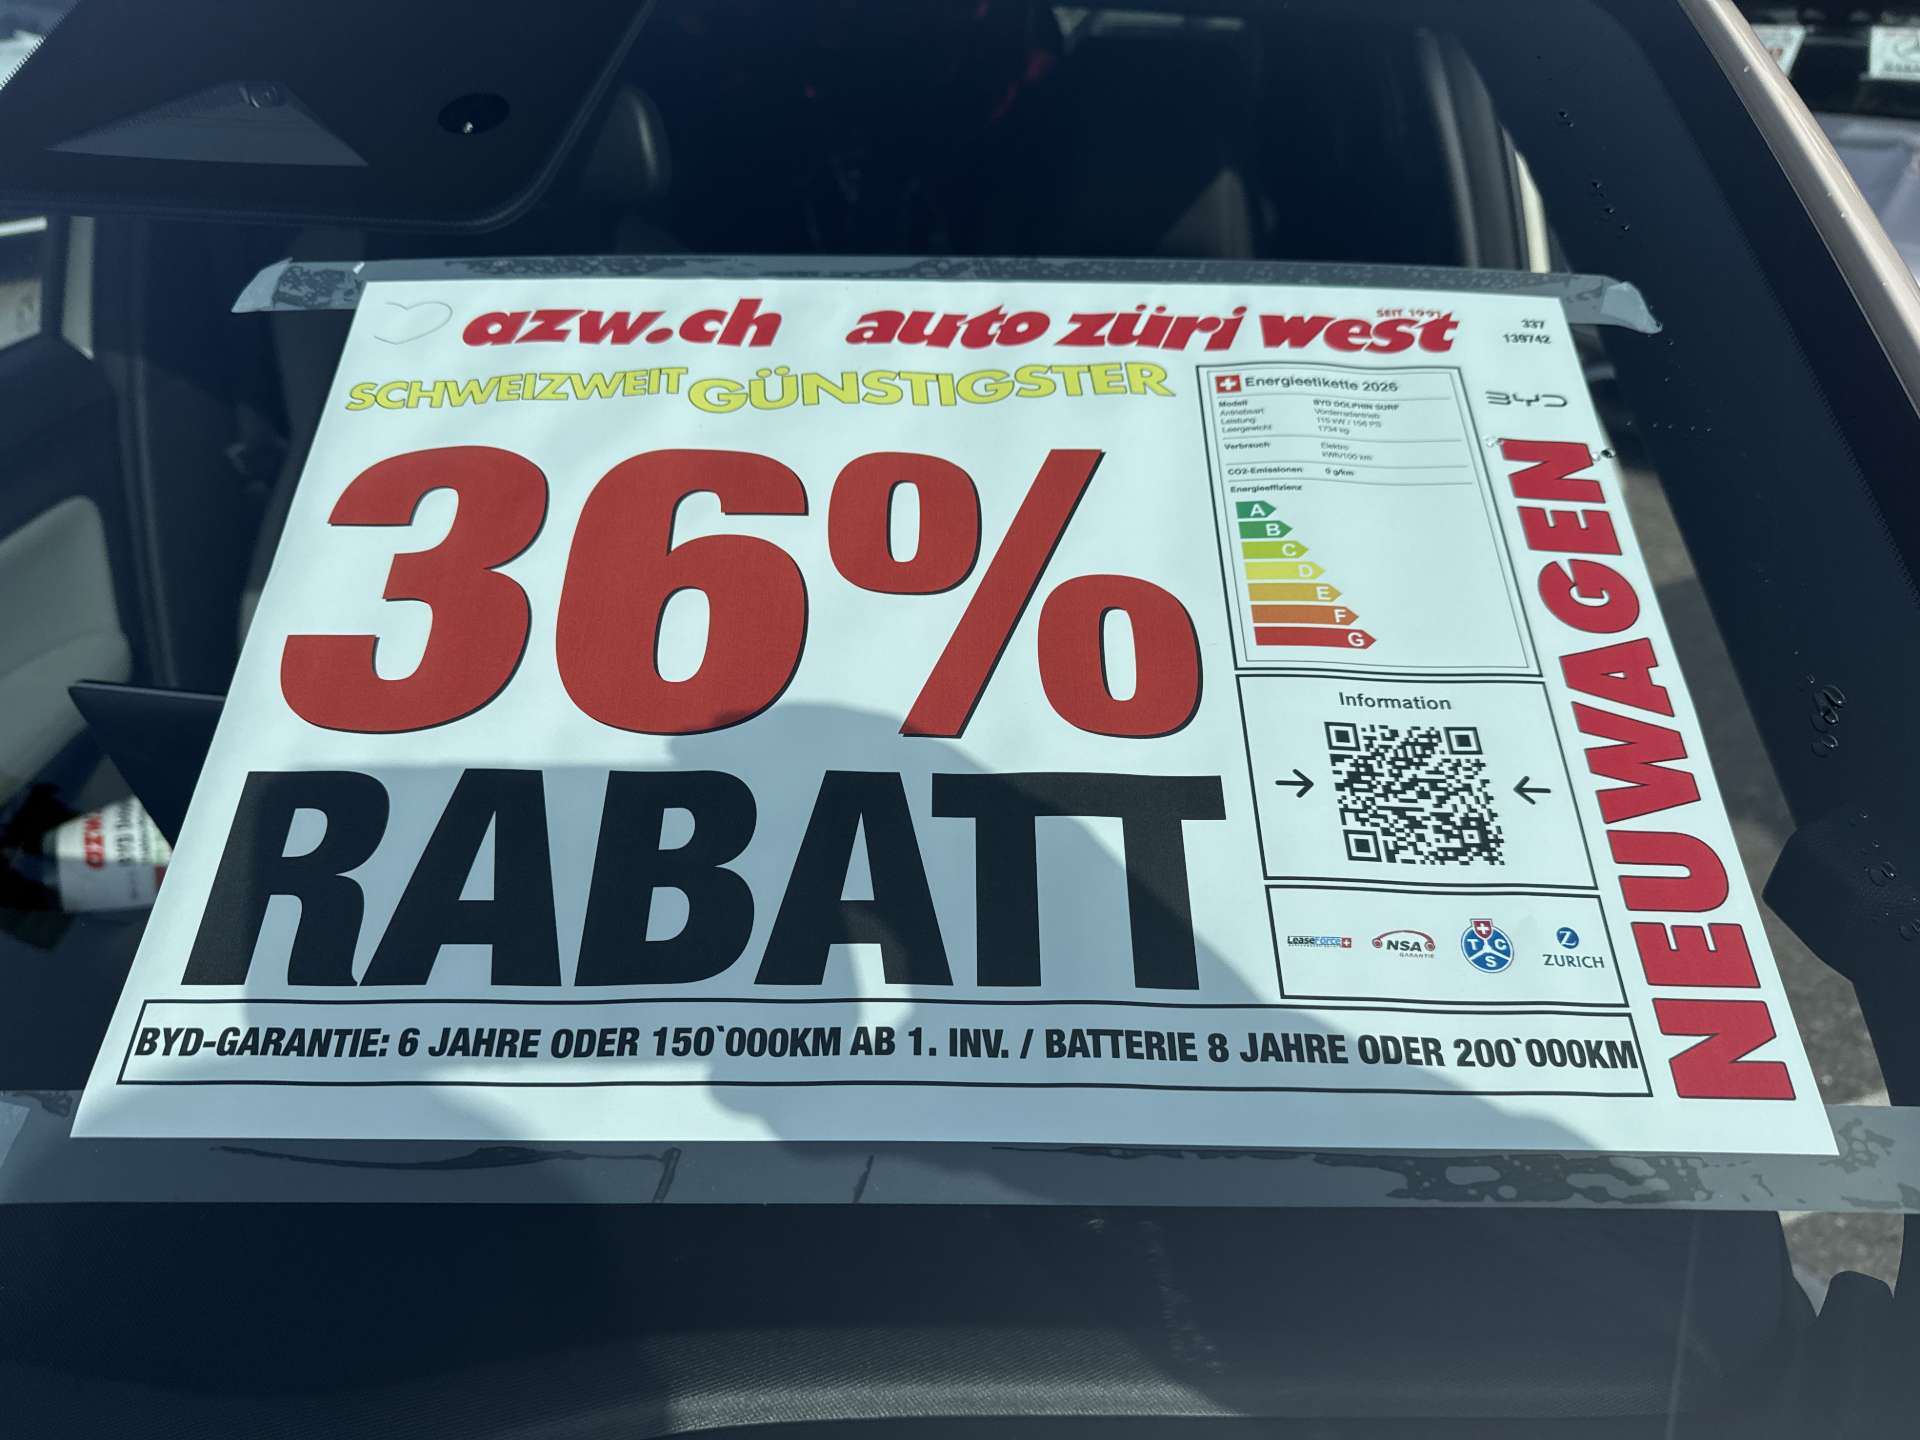 azw.ch auto züri west
SEIT 1991
337
139742
SCHWEIZWEIT GÜNSTIGSTER
36%
RABATT
Energieetikette 2026
Modell: BYD DOLPHIN SURF
Antriebsart: Vorderradantrieb
Leistung: 115 kW / 156 PS
Leergewicht: 1734 kg
Verbrauch: Elektro
kWh/100 km
CO2-Emissionen: 0 g/km
Energieeffizienz
A
B
C
D
E
F
G
BYD
NEUWAGEN
Information
LeaseForce
NSA
GARANTIE
TCS
ZURICH
BYD-GARANTIE: 6 JAHRE ODER 150`000KM AB 1. INV. / BATTERIE 8 JAHRE ODER 200`000KM
azw